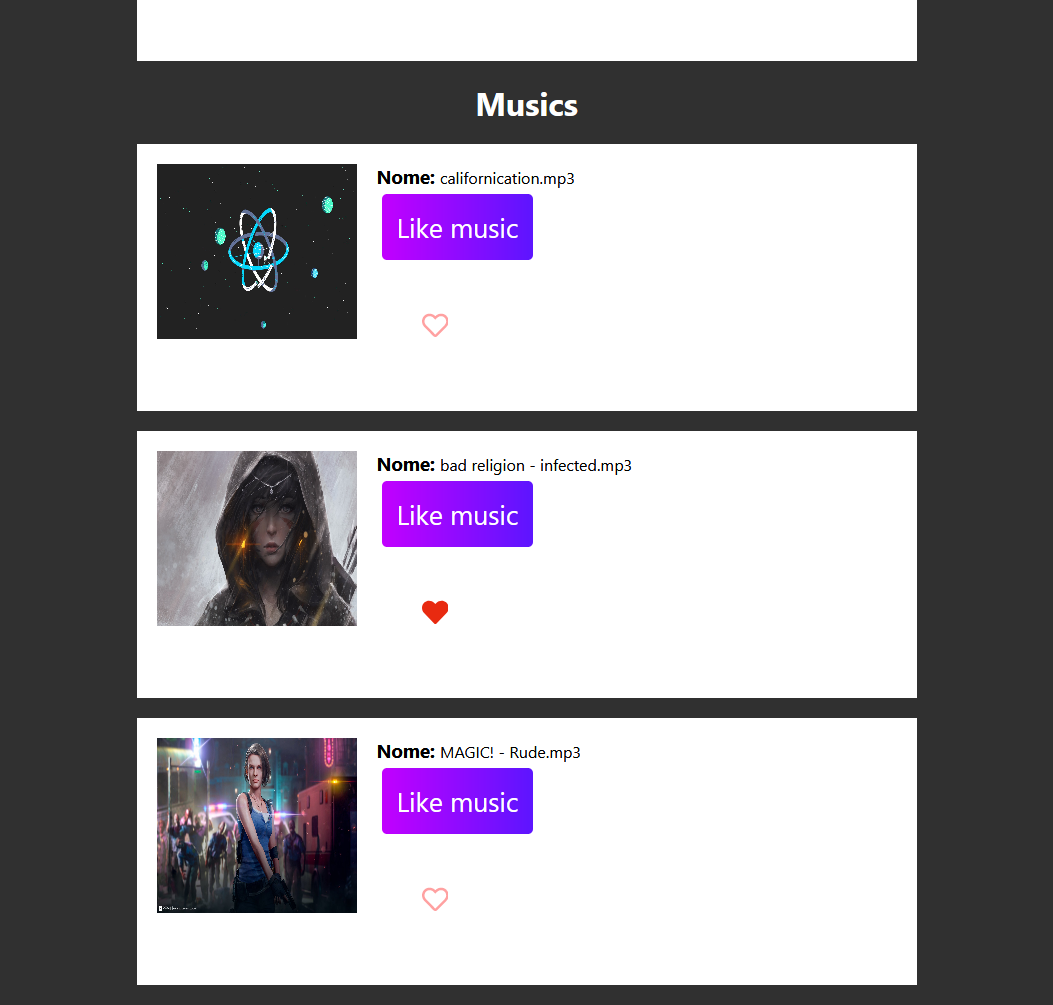 Musics
Nome: californication.mp3
Like music
Nome: bad religion - infected.mp3
Like music
Nome: MAGIC! - Rude.mp3
Like music